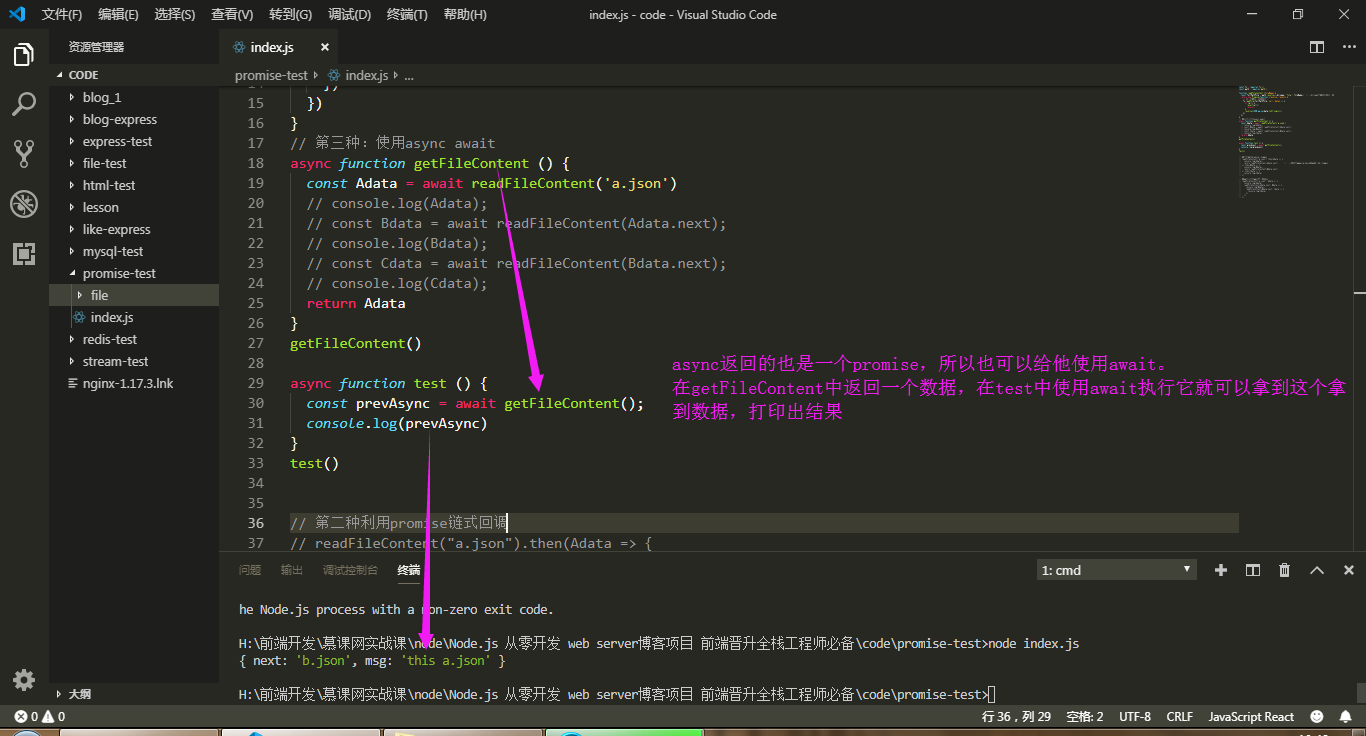 文件(F) 编辑(E) 选择(S) 查看(V) 转到(G) 调试(D) 终端(T) 帮助(H) index.js - code - Visual Studio Code
资源管理器
index.js
CODE
promise-test index.js ...
blog_1
blog-express
express-test
file-test
html-test
lesson
like-express
mysql-test
promise-test
file
index.js
redis-test
stream-test
nginx-1.17.3.lnk
大纲
15 })
16 }
17 // 第三种：使用async await
18 async function getFileContent () {
19 const Adata = await readFileContent('a.json')
20 // console.log(Adata);
21 // const Bdata = await readFileContent(Adata.next);
22 // console.log(Bdata);
23 // const Cdata = await readFileContent(Bdata.next);
24 // console.log(Cdata);
25 return Adata
26 }
27 getFileContent()
28
29 async function test () {
30 const prevAsync = await getFileContent();
31 console.log(prevAsync)
32 }
33 test()
34
35
36 // 第二种利用promise链式回调
37 // readFileContent("a.json").then(Adata => {
async返回的也是一个promise，所以也可以给他使用await。
在getFileContent中返回一个数据，在test中使用await执行它就可以拿到这个拿
到数据，打印出结果
问题 输出 调试控制台 终端 1: cmd
he Node.js process with a non-zero exit code.
H:\前端开发\慕课网实战课\node\Node.js 从零开发 web server博客项目 前端晋升全栈工程师必备\code\promise-test>node index.js
{ next: 'b.json', msg: 'this a.json' }
H:\前端开发\慕课网实战课\node\Node.js 从零开发 web server博客项目 前端晋升全栈工程师必备\code\promise-test>
0 0 行 36，列 29 空格: 2 UTF-8 CRLF JavaScript React